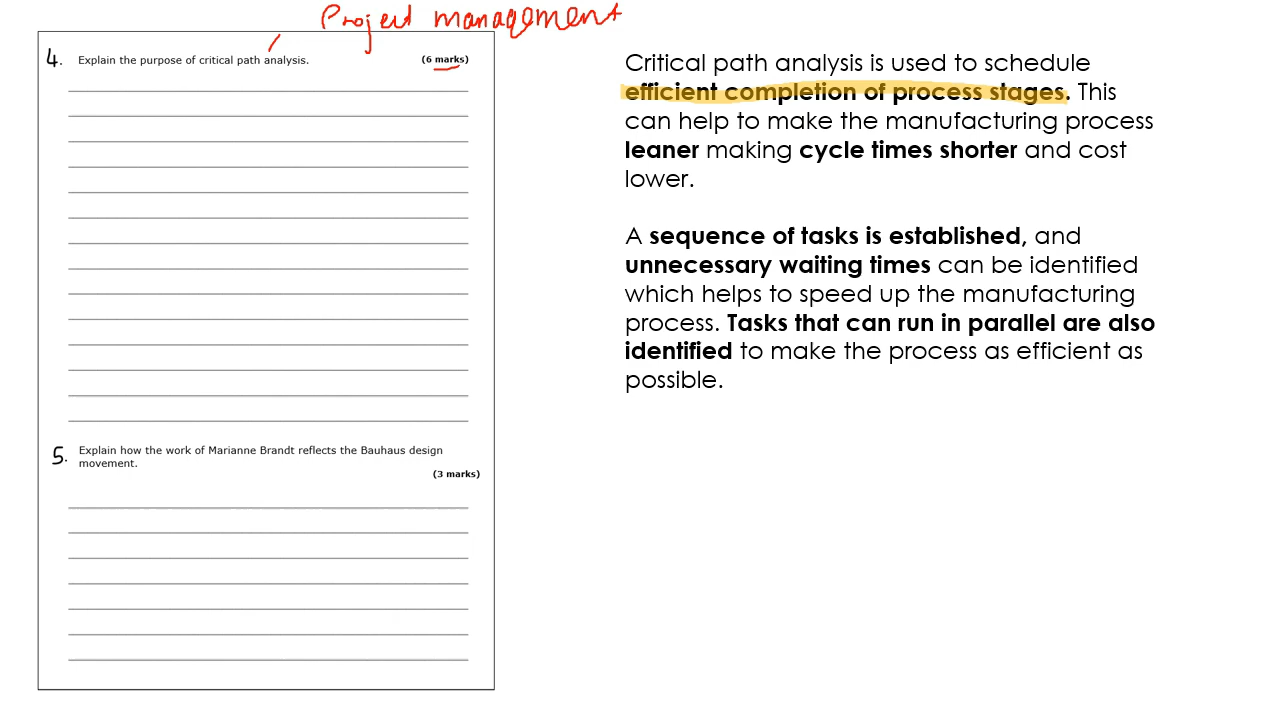 Project management
4. Explain the purpose of critical path analysis. (6 marks)
5. Explain how the work of Marianne Brandt reflects the Bauhaus design
movement.
(3 marks)
Critical path analysis is used to schedule
efficient completion of process stages. This
can help to make the manufacturing process
leaner making cycle times shorter and cost
lower.
A sequence of tasks is established, and
unnecessary waiting times can be identified
which helps to speed up the manufacturing
process. Tasks that can run in parallel are also
identified to make the process as efficient as
possible.